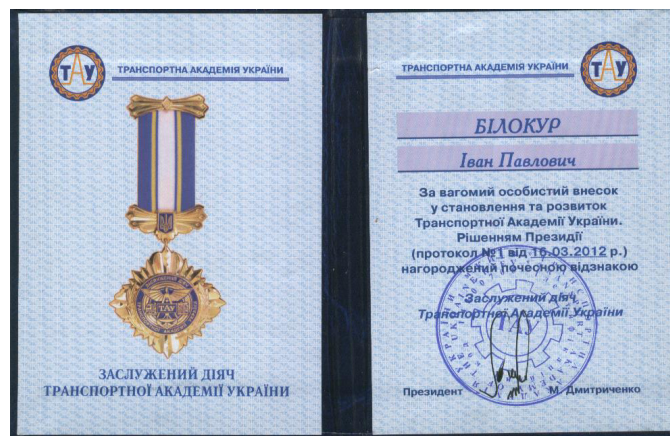 ТАУ
ТРАНСПОРТНА АКАДЕМІЯ УКРАЇНИ
ЗАСЛУЖЕНИЙ ДІЯЧ
ТРАНСПОРТНОЇ АКАДЕМІЇ УКРАЇНИ
ТРАНСПОРТНА АКАДЕМІЯ УКРАЇНИ
ТАУ
БІЛОКУР
Іван Павлович
За вагомий особистий внесок
у становлення та розвиток
Транспортної Академії України.
Рішенням Президії
(протокол №1 від 16.03.2012 р.)
нагороджений почесною відзнакою
Заслужений діяч
Транспортної Академії України
ТАУ
Президент М. Дмитриченко